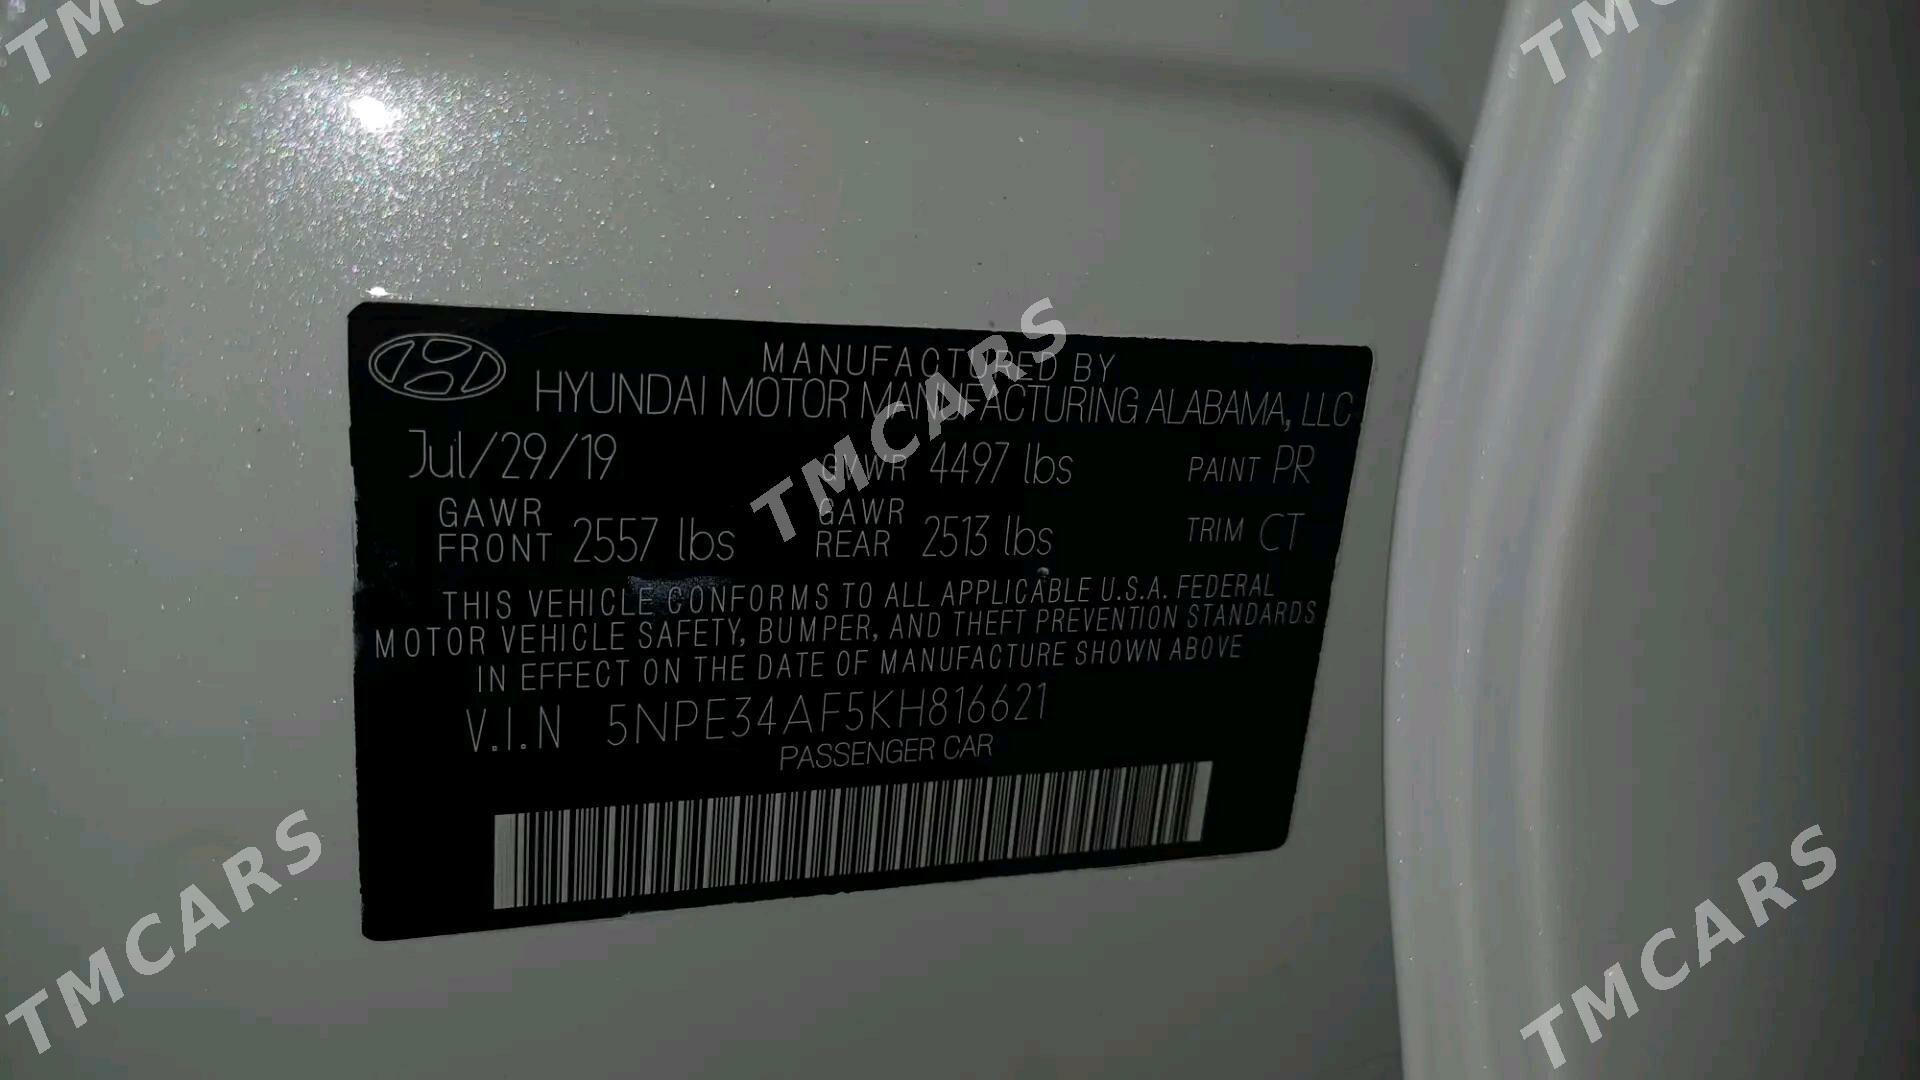 TMCARS
TMCARS
MANUFACTURED BY
HYUNDAI MOTOR MANUFACTURING ALABAMA, LLC
Jul/29/19 GVWR 4497 lbs PAINT PR
GAWR FRONT 2557 lbs GAWR REAR 2513 lbs TRIM CT
THIS VEHICLE CONFORMS TO ALL APPLICABLE U.S.A. FEDERAL
MOTOR VEHICLE SAFETY, BUMPER, AND THEFT PREVENTION STANDARDS
IN EFFECT ON THE DATE OF MANUFACTURE SHOWN ABOVE
V.I.N 5NPE34AF5KH816621
PASSENGER CAR
TMCARS
TMCARS
TMCARS